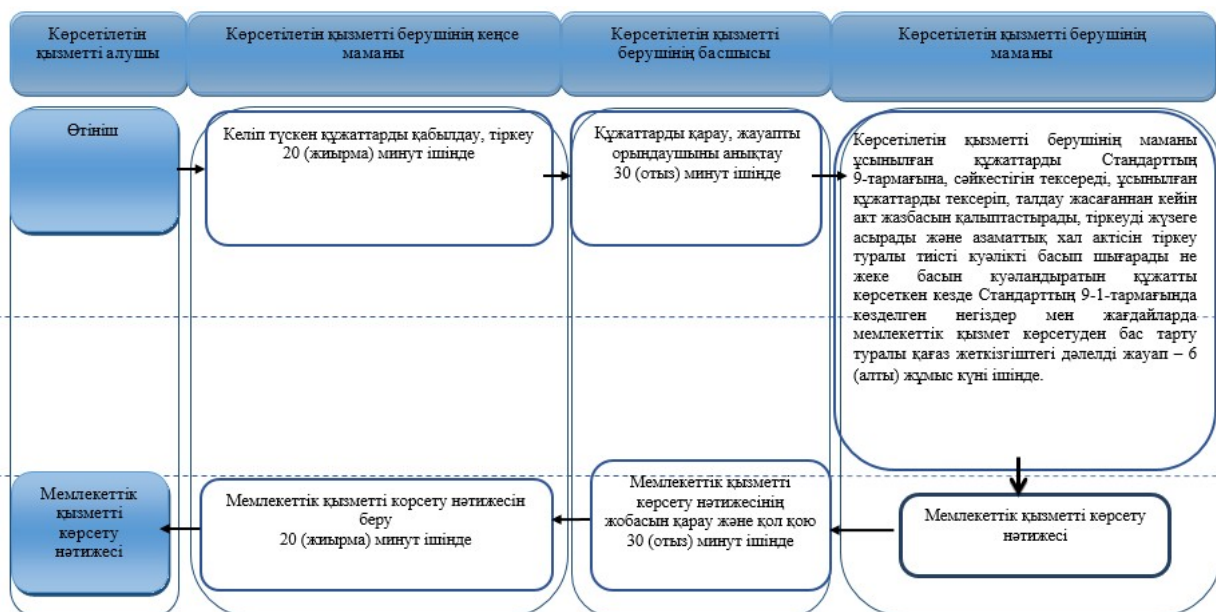 Көрсетілетін
қызметті алушы
Көрсетілетін қызметті берушінің кеңсе
маманы
Көрсетілетін қызметті
берушінің басшысы
Көрсетілетін қызметті берушінің
маманы
Өтініш
Келіп түскен құжаттарды қабылдау, тіркеу
20 (жиырма) минут ішінде
Құжаттарды қарау, жауапты
орындаушыны анықтау
30 (отыз) минут ішінде
Көрсетілетін қызметті берушінің маманы
ұсынылған құжаттарды Стандарттың
9-тармағына, сәйкестігін тексереді, ұсынылған
құжаттарды тексеріп, талдау жасағаннан кейін
акт жазбасын қалыптастырады, тіркеуді жүзеге
асырады және азаматтық хал актісін тіркеу
туралы тиісті куәлікті басып шығарады не
жеке басын куәландыратын құжатты
көрсеткен кезде Стандарттың 9-1-тармағында
көзделген негіздер мен жағдайларда
мемлекеттік қызмет көрсетуден бас тарту
туралы қағаз жеткізгіштегі дәлелді жауап – 6
(алты) жұмыс күні ішінде.
Мемлекеттік
қызметті
көрсету
нәтижесі
Мемлекеттік қызметті корсету нәтижесін
беру
20 (жиырма) минут ішінде
Мемлекеттік қызметті
көрсету нәтижесінің
жобасын қарау және қол қою
30 (отыз) минут ішінде
Мемлекеттік қызметті көрсету
нәтижесі